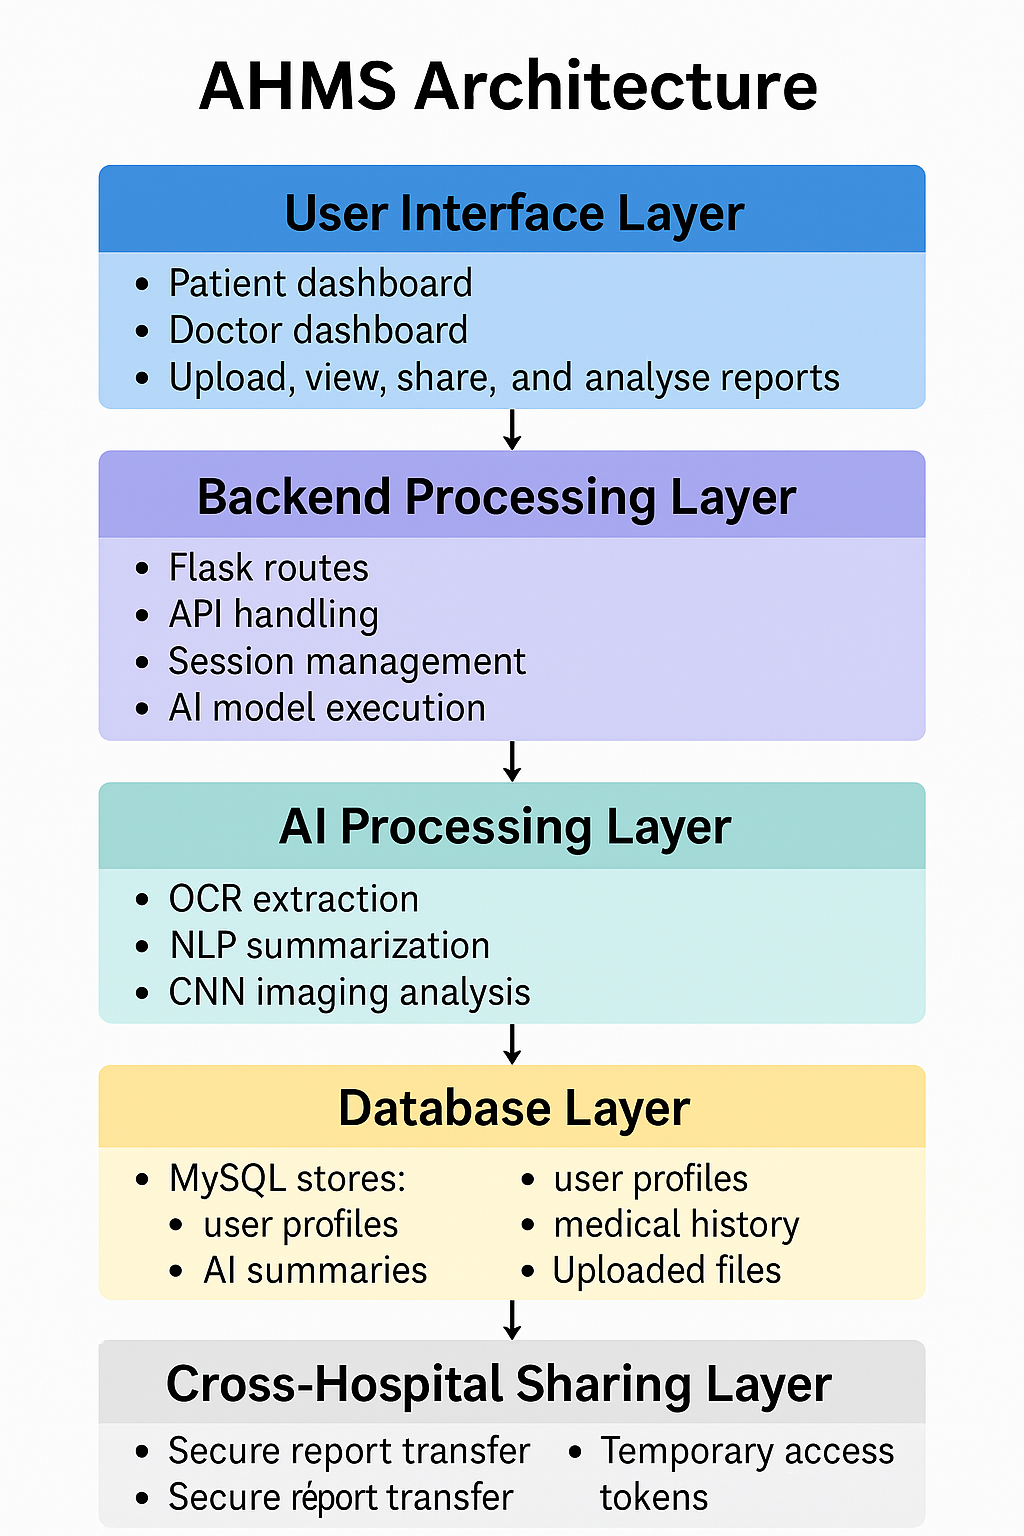 AHMS Architecture
User Interface Layer
• Patient dashboard
• Doctor dashboard
• Upload, view, share, and analyse reports
Backend Processing Layer
• Flask routes
• API handling
• Session management
• AI model execution
AI Processing Layer
• OCR extraction
• NLP summarization
• CNN imaging analysis
Database Layer
• MySQL stores:
• user profiles
• AI summaries
• user profiles
• medical history
• Uploaded files
Cross-Hospital Sharing Layer
• Secure report transfer
• Secure réport transfer
• Temporary access
tokens